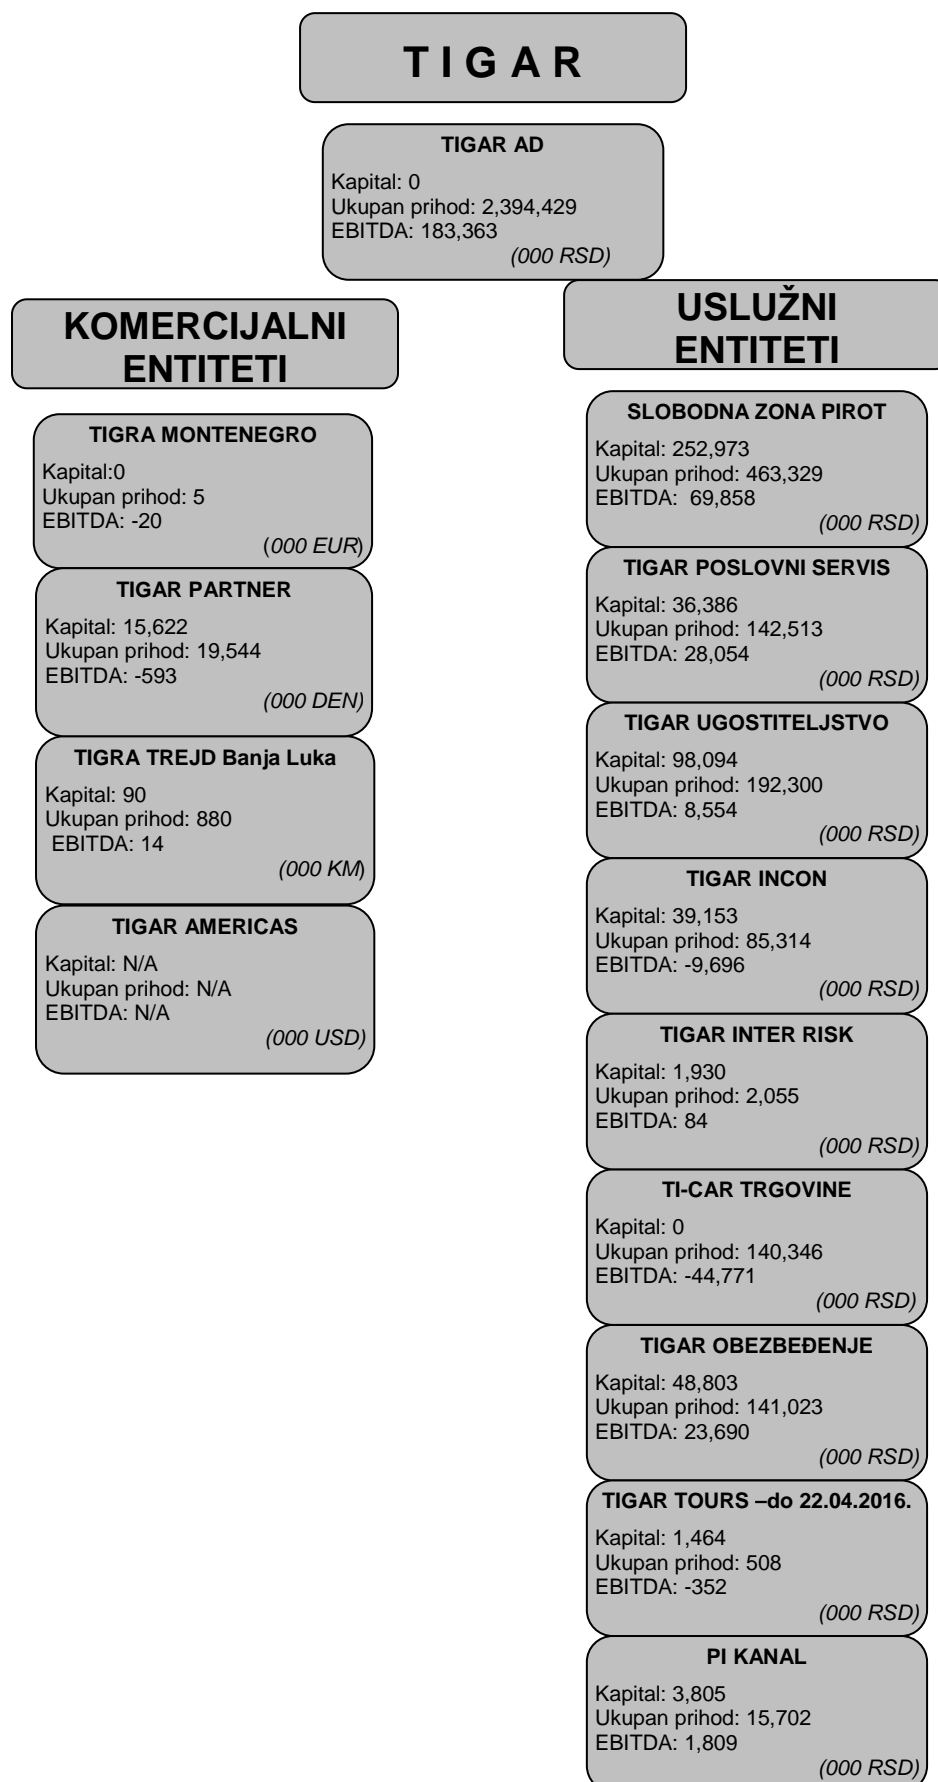 T I G A R
TIGAR AD
Kapital: 0
Ukupan prihod: 2,394,429
EBITDA: 183,363
(000 RSD)
KOMERCIJALNI
ENTITETI
TIGRA MONTENEGRO
Kapital:0
Ukupan prihod: 5
EBITDA: -20
(000 EUR)
TIGAR PARTNER
Kapital: 15,622
Ukupan prihod: 19,544
EBITDA: -593
(000 DEN)
TIGRA TREJD Banja Luka
Kapital: 90
Ukupan prihod: 880
EBITDA: 14
(000 KM)
TIGAR AMERICAS
Kapital: N/A
Ukupan prihod: N/A
EBITDA: N/A
(000 USD)
USLUŽNI
ENTITETI
SLOBODNA ZONA PIROT
Kapital: 252,973
Ukupan prihod: 463,329
EBITDA:  69,858
(000 RSD)
TIGAR POSLOVNI SERVIS
Kapital: 36,386
Ukupan prihod: 142,513
EBITDA: 28,054
(000 RSD)
TIGAR UGOSTITELJSTVO
Kapital: 98,094
Ukupan prihod: 192,300
EBITDA: 8,554
(000 RSD)
TIGAR INCON
Kapital: 39,153
Ukupan prihod: 85,314
EBITDA: -9,696
(000 RSD)
TIGAR INTER RISK
Kapital: 1,930
Ukupan prihod: 2,055
EBITDA: 84
(000 RSD)
TI-CAR TRGOVINE
Kapital: 0
Ukupan prihod: 140,346
EBITDA: -44,771
(000 RSD)
TIGAR OBEZBEĐENJE
Kapital: 48,803
Ukupan prihod: 141,023
EBITDA: 23,690
(000 RSD)
TIGAR TOURS –do 22.04.2016.
Kapital: 1,464
Ukupan prihod: 508
EBITDA: -352
(000 RSD)
PI KANAL
Kapital: 3,805
Ukupan prihod: 15,702
EBITDA: 1,809
(000 RSD)